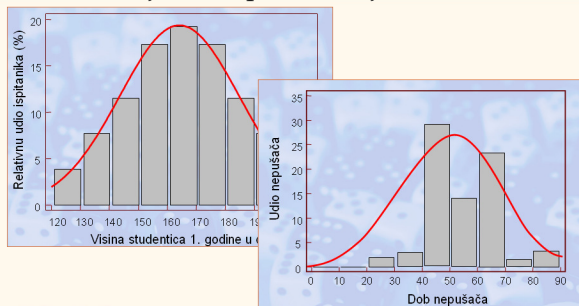 Relativnu udio ispitanika (%)
20
15
10
5
0
120 130 140 150 160 170 180
Visina studentica 1. godine u
Udio nepušača
35
30
25
20
15
10
5
0
0 10 20 30 40 50 60 70 80 90
Dob nepušača